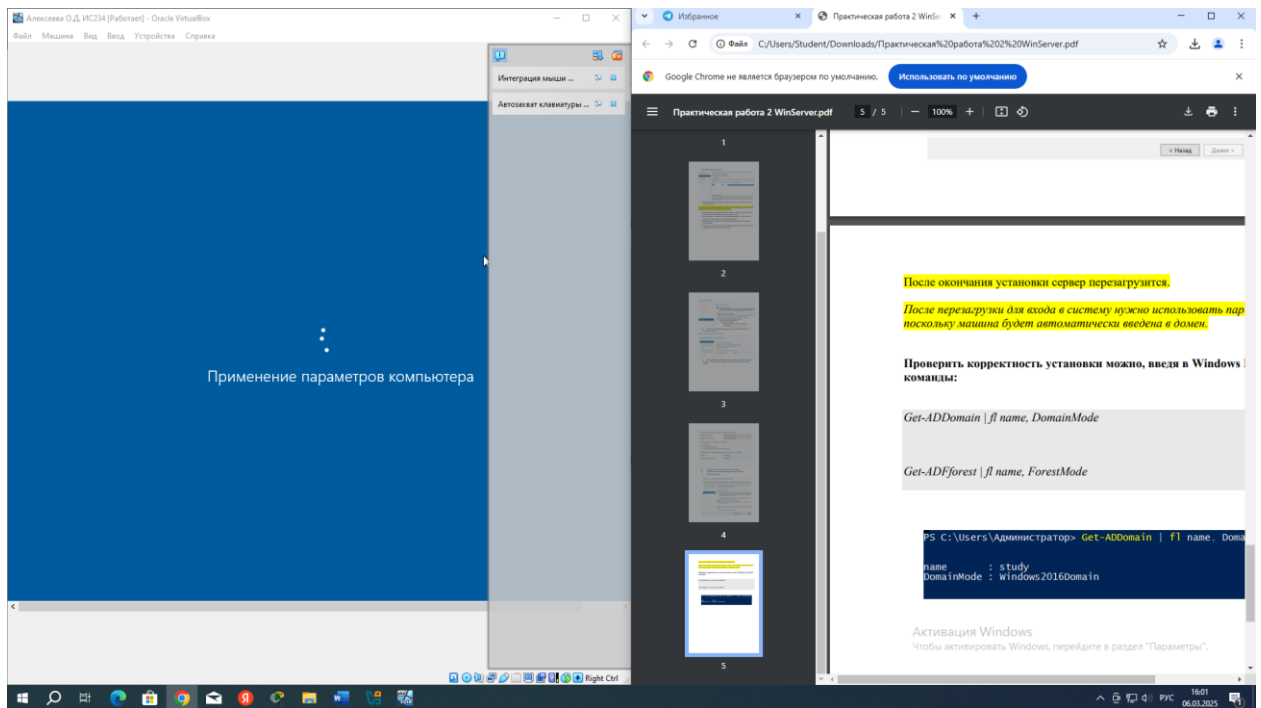 Алексеева О.Д. ИС234 [Работает] - Oracle VirtualBox
Файл Машина Вид Ввод Устройства Справка
Интеграция мыши ...
Автозахват клавиатуры ...
Применение параметров компьютера
Right Ctrl
Избранное
Практическая работа 2 WinSe
Файл C:/Users/Student/Downloads/Практическая%20работа%202%20WinServer.pdf
Google Chrome не является браузером по умолчанию. Использовать по умолчанию
Практическая работа 2 WinServer.pdf 5 / 5 100%
1
2
3
4
5
< Назад Далее >
После окончания установки сервер перезагрузится.
После перезагрузки для входа в систему нужно использовать пар
поскольку машина будет автоматически введена в домен.
Проверить корректность установки можно, введя в Windows
команды:
Get-ADDomain | fl name, DomainMode
Get-ADFforest | fl name, ForestMode
PS C:\Users\Администратор> Get-ADDomain | fl name, Doma
name : study
DomainMode : Windows2016Domain
Активация Windows
Чтобы активировать Windows, перейдите в раздел "Параметры".
РУС
16:01
06.03.2025